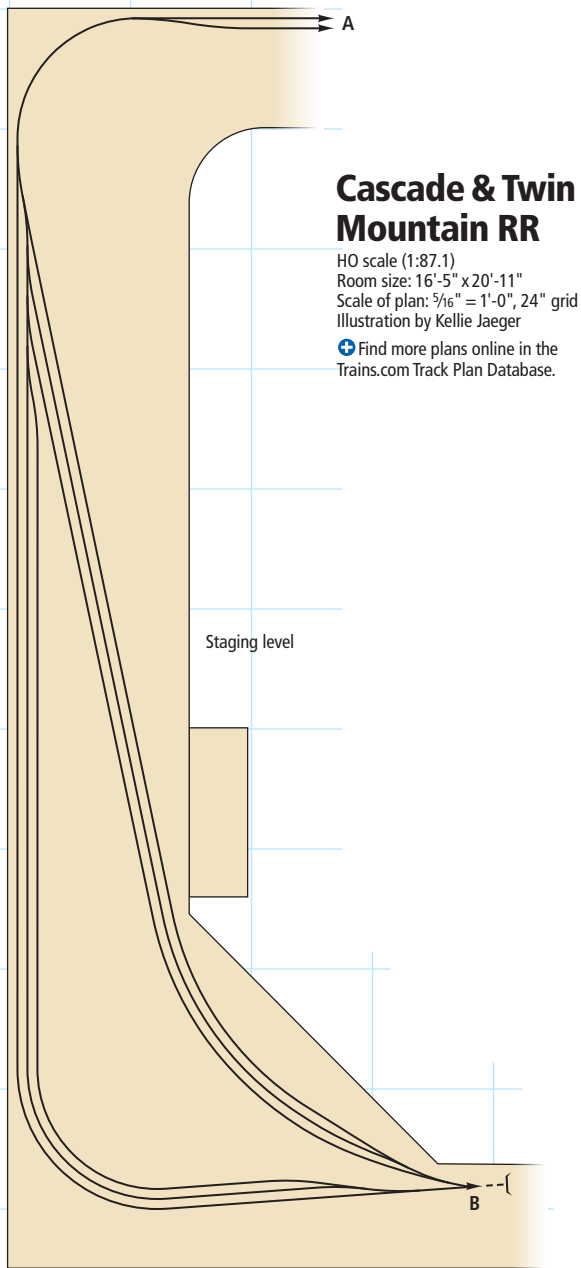 A
Cascade & Twin
Mountain RR
HO scale (1:87.1)
Room size: 16'-5" x 20'-11"
Scale of plan: 5/16" = 1'-0", 24" grid
Illustration by Kellie Jaeger
Find more plans online in the
Trains.com Track Plan Database.
Staging level
B